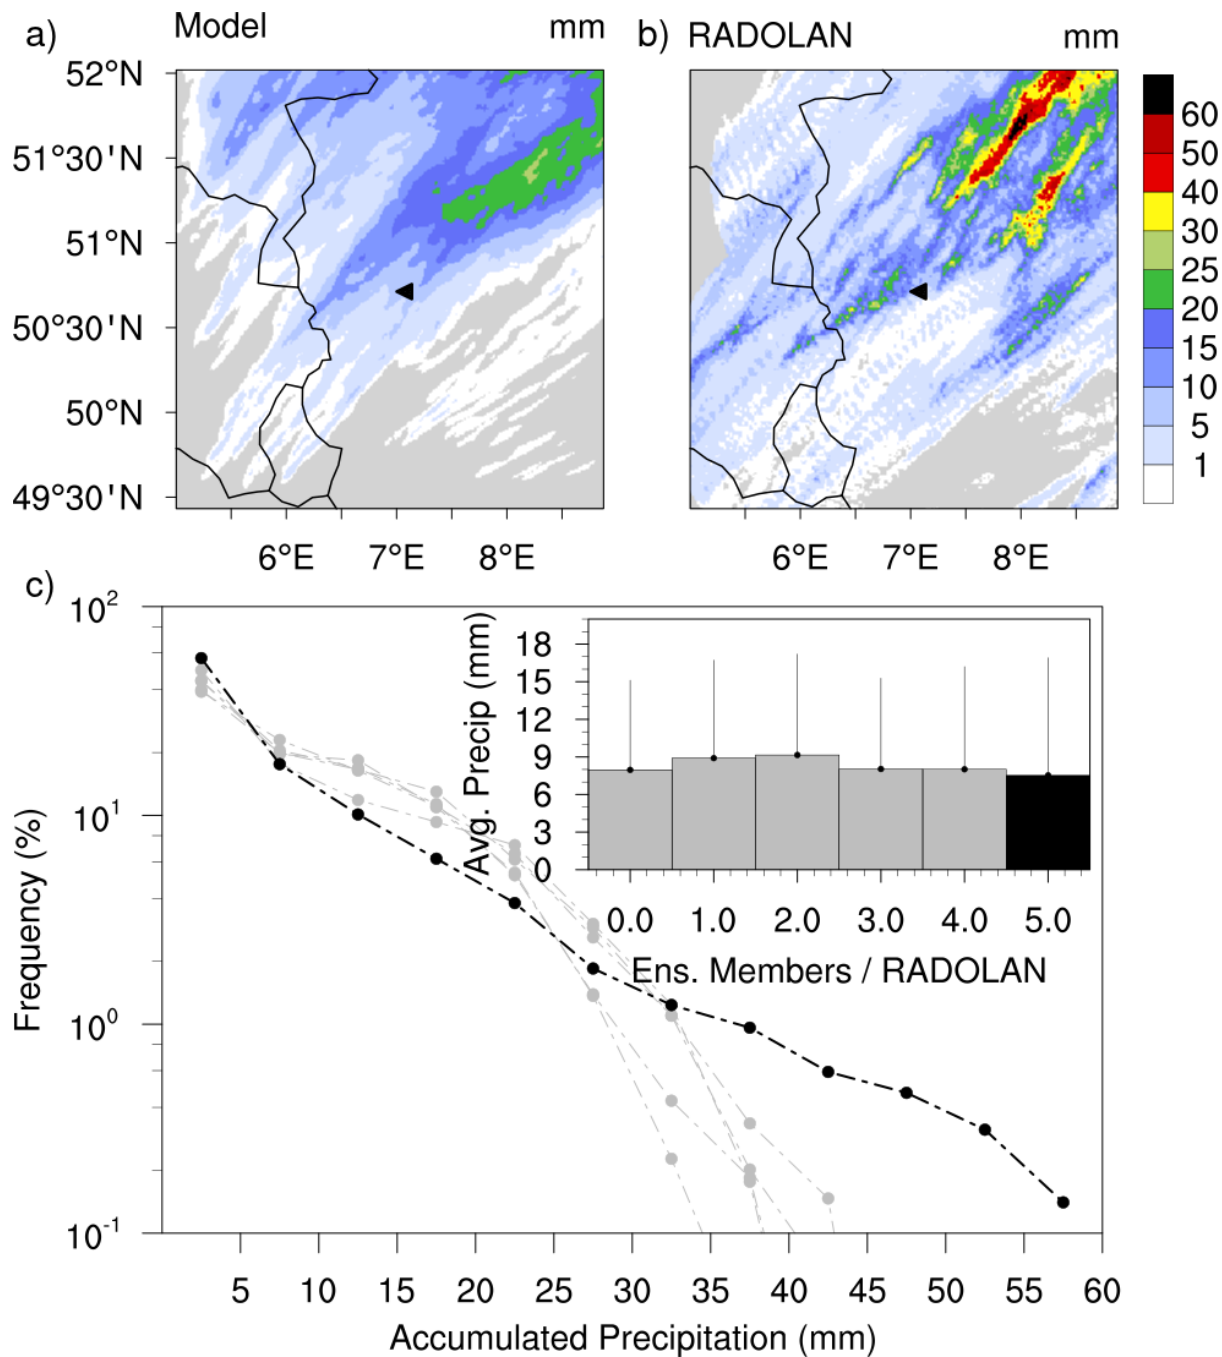 a) Model mm
b) RADOLAN mm
52°N
51°30'N
51°N
50°30'N
50°N
49°30'N
6°E 7°E 8°E
6°E 7°E 8°E
60
50
40
30
25
20
15
10
5
1
c)
10²
10¹
10⁰
10⁻¹
Frequency (%)
5 10 15 20 25 30 35 40 45 50 55 60
Accumulated Precipitation (mm)
Avg. Precip (mm)
18
15
12
9
6
3
0
0.0 1.0 2.0 3.0 4.0 5.0
Ens. Members / RADOLAN